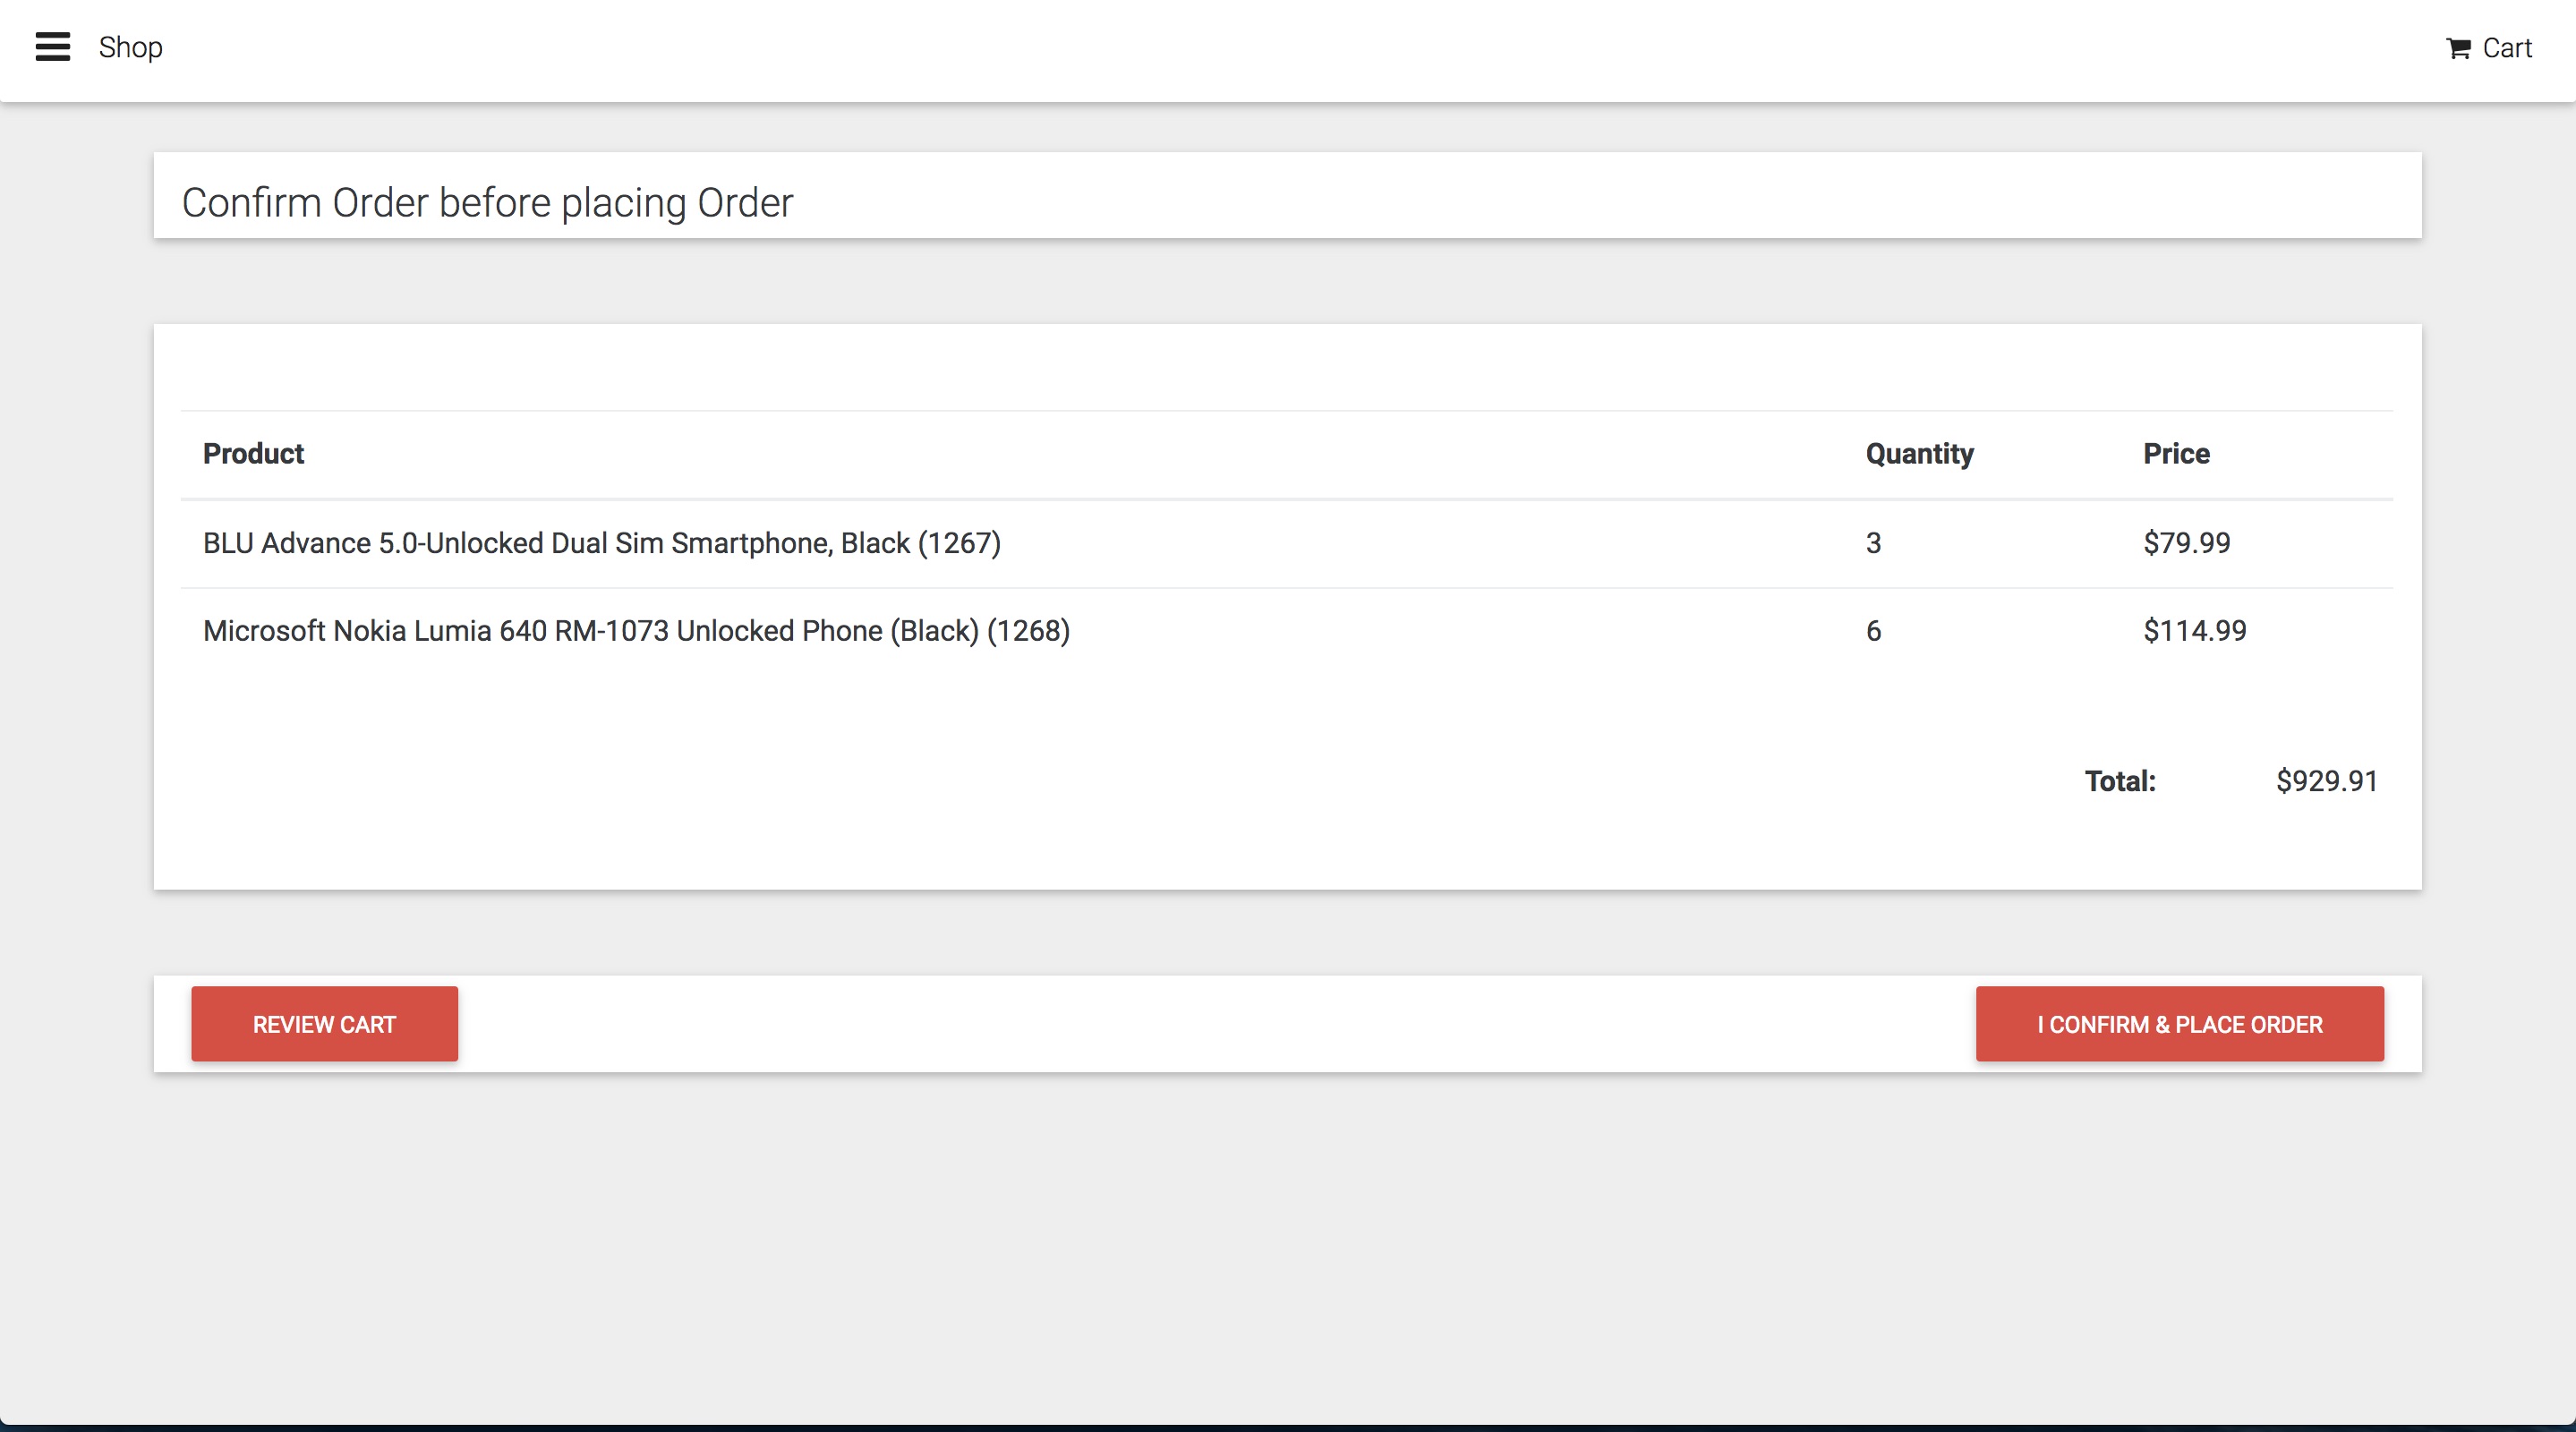 Shop Cart
Confirm Order before placing Order
Product Quantity Price
BLU Advance 5.0-Unlocked Dual Sim Smartphone, Black (1267) 3 $79.99
Microsoft Nokia Lumia 640 RM-1073 Unlocked Phone (Black) (1268) 6 $114.99
Total: $929.91
REVIEW CART I CONFIRM & PLACE ORDER